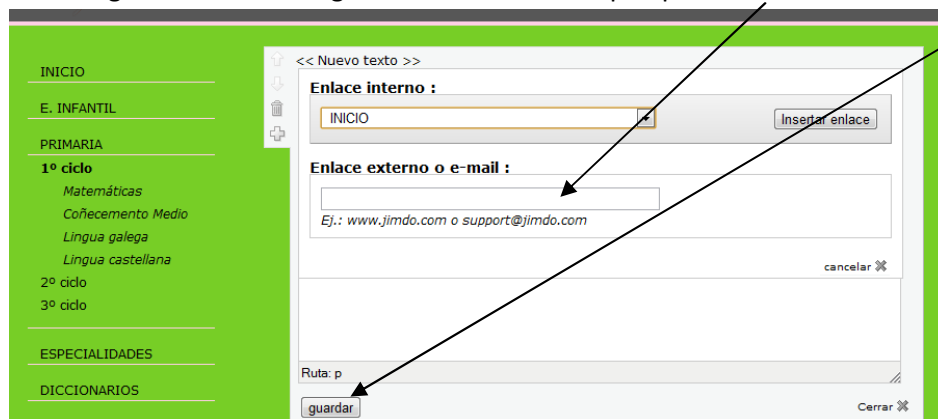 INICIO
E. INFANTIL
PRIMARIA
1º ciclo
Matemáticas
Coñecemento Medio
Lingua galega
Lingua castellana
2º ciclo
3º ciclo
ESPECIALIDADES
DICCIONARIOS
<< Nuevo texto >>
Enlace interno :
INICIO
Insertar enlace
Enlace externo o e-mail :
Ej.: www.jimdo.com o support@jimdo.com
cancelar
Ruta: p
guardar
Cerrar